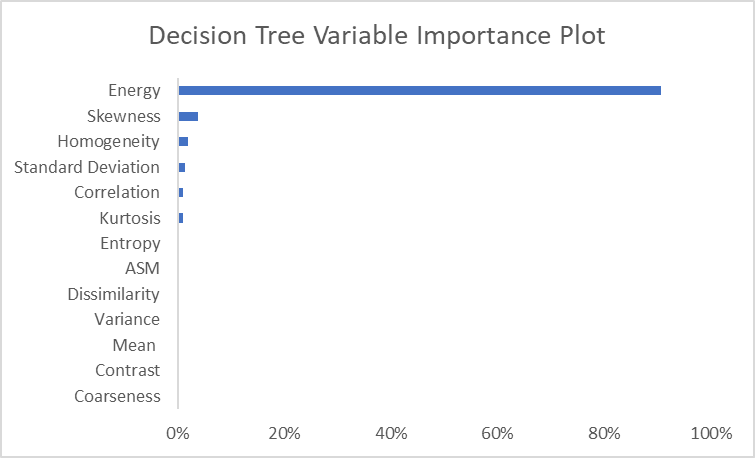 Decision Tree Variable Importance Plot
Energy
Skewness
Homogeneity
Standard Deviation
Correlation
Kurtosis
Entropy
ASM
Dissimilarity
Variance
Mean
Contrast
Coarseness
0% 20% 40% 60% 80% 100%